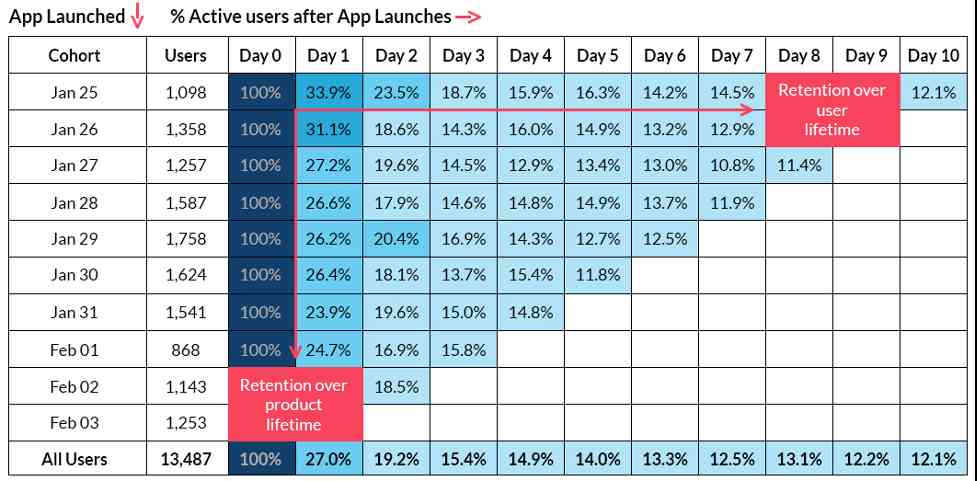 App Launched % Active users after App Launches
Cohort Users Day 0 Day 1 Day 2 Day 3 Day 4 Day 5 Day 6 Day 7 Day 8 Day 9 Day 10
Jan 25 1,098 100% 33.9% 23.5% 18.7% 15.9% 16.3% 14.2% 14.5% Retention over user lifetime 12.1%
Jan 26 1,358 100% 31.1% 18.6% 14.3% 16.0% 14.9% 13.2% 12.9%
Jan 27 1,257 100% 27.2% 19.6% 14.5% 12.9% 13.4% 13.0% 10.8% 11.4%
Jan 28 1,587 100% 26.6% 17.9% 14.6% 14.8% 14.9% 13.7% 11.9%
Jan 29 1,758 100% 26.2% 20.4% 16.9% 14.3% 12.7% 12.5%
Jan 30 1,624 100% 26.4% 18.1% 13.7% 15.4% 11.8%
Jan 31 1,541 100% 23.9% 19.6% 15.0% 14.8%
Feb 01 868 100% 24.7% 16.9% 15.8%
Feb 02 1,143 Retention over product lifetime 18.5%
Feb 03 1,253
All Users 13,487 100% 27.0% 19.2% 15.4% 14.9% 14.0% 13.3% 12.5% 13.1% 12.2% 12.1%